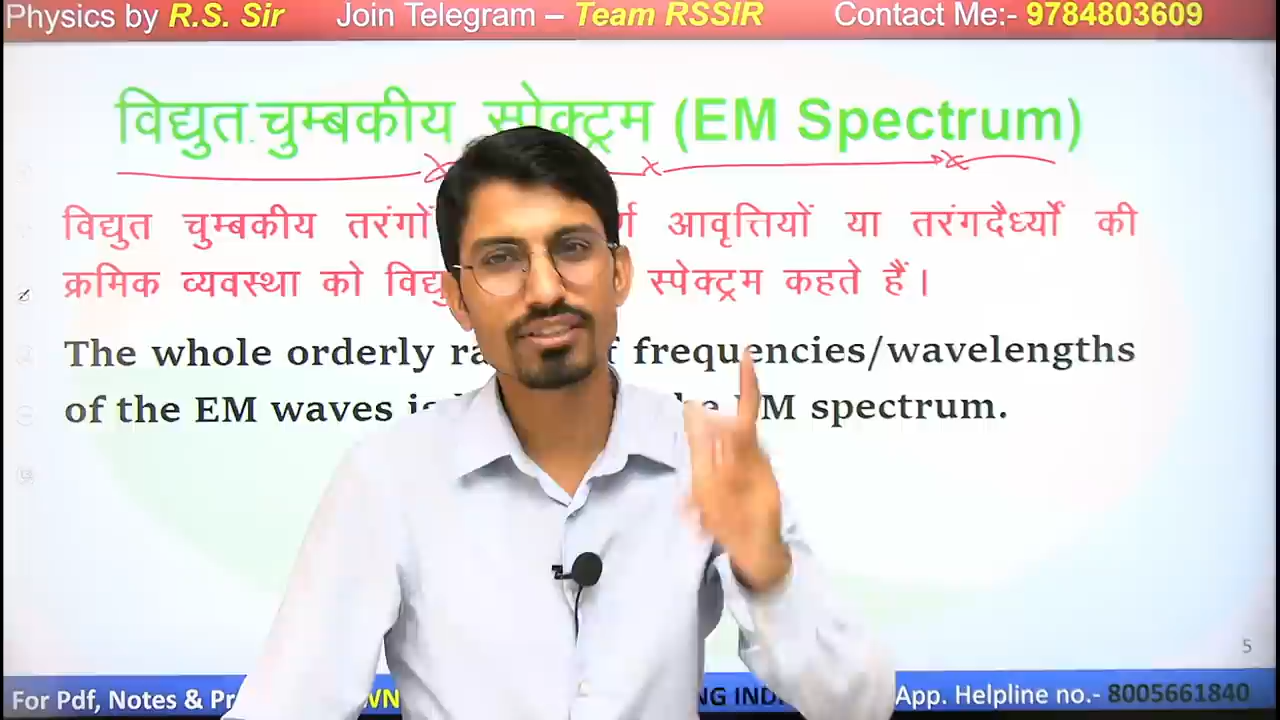 Physics by R.S. Sir Join Telegram – Team RSSIR Contact Me:- 9784803609
विद्युत चुम्बकीय स्पेक्ट्रम (EM Spectrum)
विद्युत चुम्बकीय तरंगों आवृत्तियों या तरंगदैर्ध्यों की
क्रमिक व्यवस्था को स्पेक्ट्रम कहते हैं।
The whole orderly frequencies/wavelengths
of the EM waves spectrum.
5
For Pdf, Notes & App. Helpline no.- 8005661840